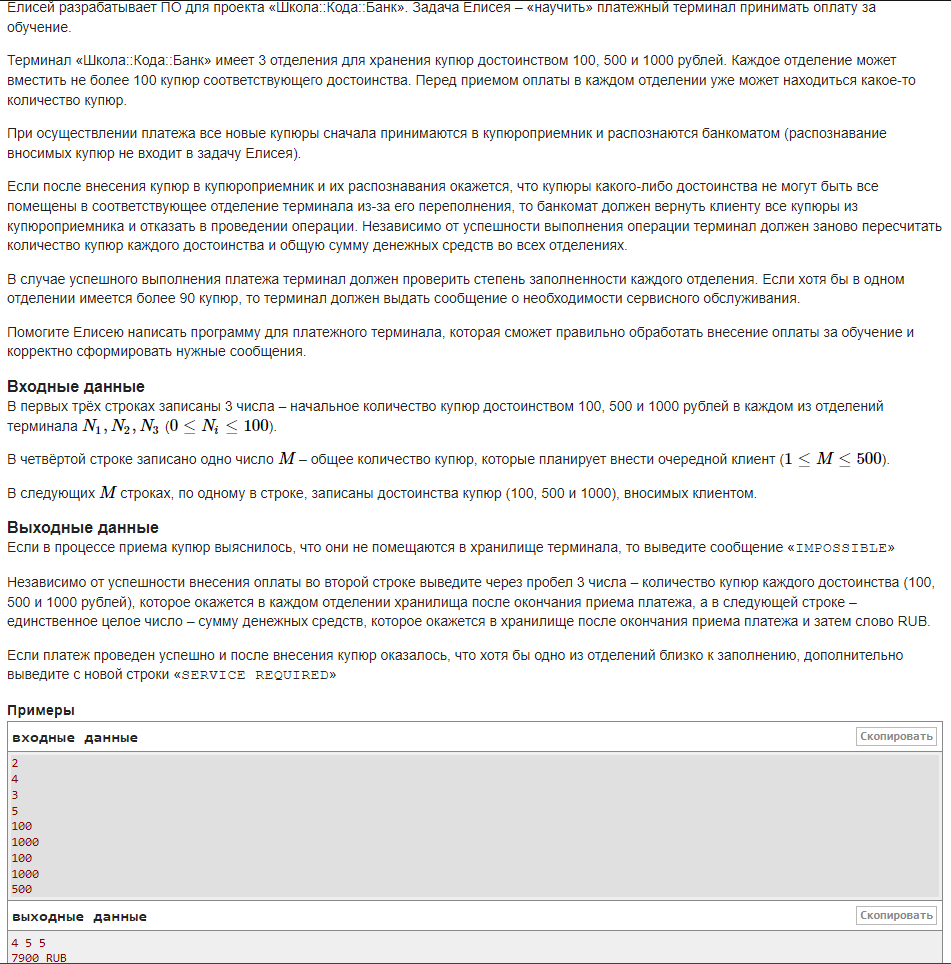 Елисей разрабатывает ПО для проекта «Школа::Кода::Банк». Задача Елисея – «научить» платежный терминал принимать оплату за
обучение.
Терминал «Школа::Кода::Банк» имеет 3 отделения для хранения купюр достоинством 100, 500 и 1000 рублей. Каждое отделение может
вместить не более 100 купюр соответствующего достоинства. Перед приемом оплаты в каждом отделении уже может находиться какое-то
количество купюр.
При осуществлении платежа все новые купюры сначала принимаются в купюроприемник и распознаются банкоматом (распознавание
вносимых купюр не входит в задачу Елисея).
Если после внесения купюр в купюроприемник и их распознавания окажется, что купюры какого-либо достоинства не могут быть все
помещены в соответствующее отделение терминала из-за его переполнения, то банкомат должен вернуть клиенту все купюры из
купюроприемника и отказать в проведении операции. Независимо от успешности выполнения операции терминал должен заново пересчитать
количество купюр каждого достоинства и общую сумму денежных средств во всех отделениях.
В случае успешного выполнения платежа терминал должен проверить степень заполненности каждого отделения. Если хотя бы в одном
отделении имеется более 90 купюр, то терминал должен выдать сообщение о необходимости сервисного обслуживания.
Помогите Елисею написать программу для платежного терминала, которая сможет правильно обработать внесение оплаты за обучение и
корректно сформировать нужные сообщения.
Входные данные
В первых трёх строках записаны 3 числа – начальное количество купюр достоинством 100, 500 и 1000 рублей в каждом из отделений
терминала N₁, N₂, N₃ (0 ≤ Nᵢ ≤ 100).
В четвёртой строке записано одно число M – общее количество купюр, которые планирует внести очередной клиент (1 ≤ M ≤ 500).
В следующих M строках, по одному в строке, записаны достоинства купюр (100, 500 и 1000), вносимых клиентом.
Выходные данные
Если в процессе приема купюр выяснилось, что они не помещаются в хранилище терминала, то выведите сообщение «IMPOSSIBLE»
Независимо от успешности внесения оплаты во второй строке выведите через пробел 3 числа – количество купюр каждого достоинства (100,
500 и 1000 рублей), которое окажется в каждом отделении хранилища после окончания приема платежа, а в следующей строке –
единственное целое число – сумму денежных средств, которое окажется в хранилище после окончания приема платежа и затем слово RUB.
Если платеж проведен успешно и после внесения купюр оказалось, что хотя бы одно из отделений близко к заполнению, дополнительно
выведите с новой строки «SERVICE REQUIRED»
Примеры
входные данные
Скопировать
2
4
3
5
100
1000
100
1000
500
выходные данные
Скопировать
4 5 5
7900 RUB